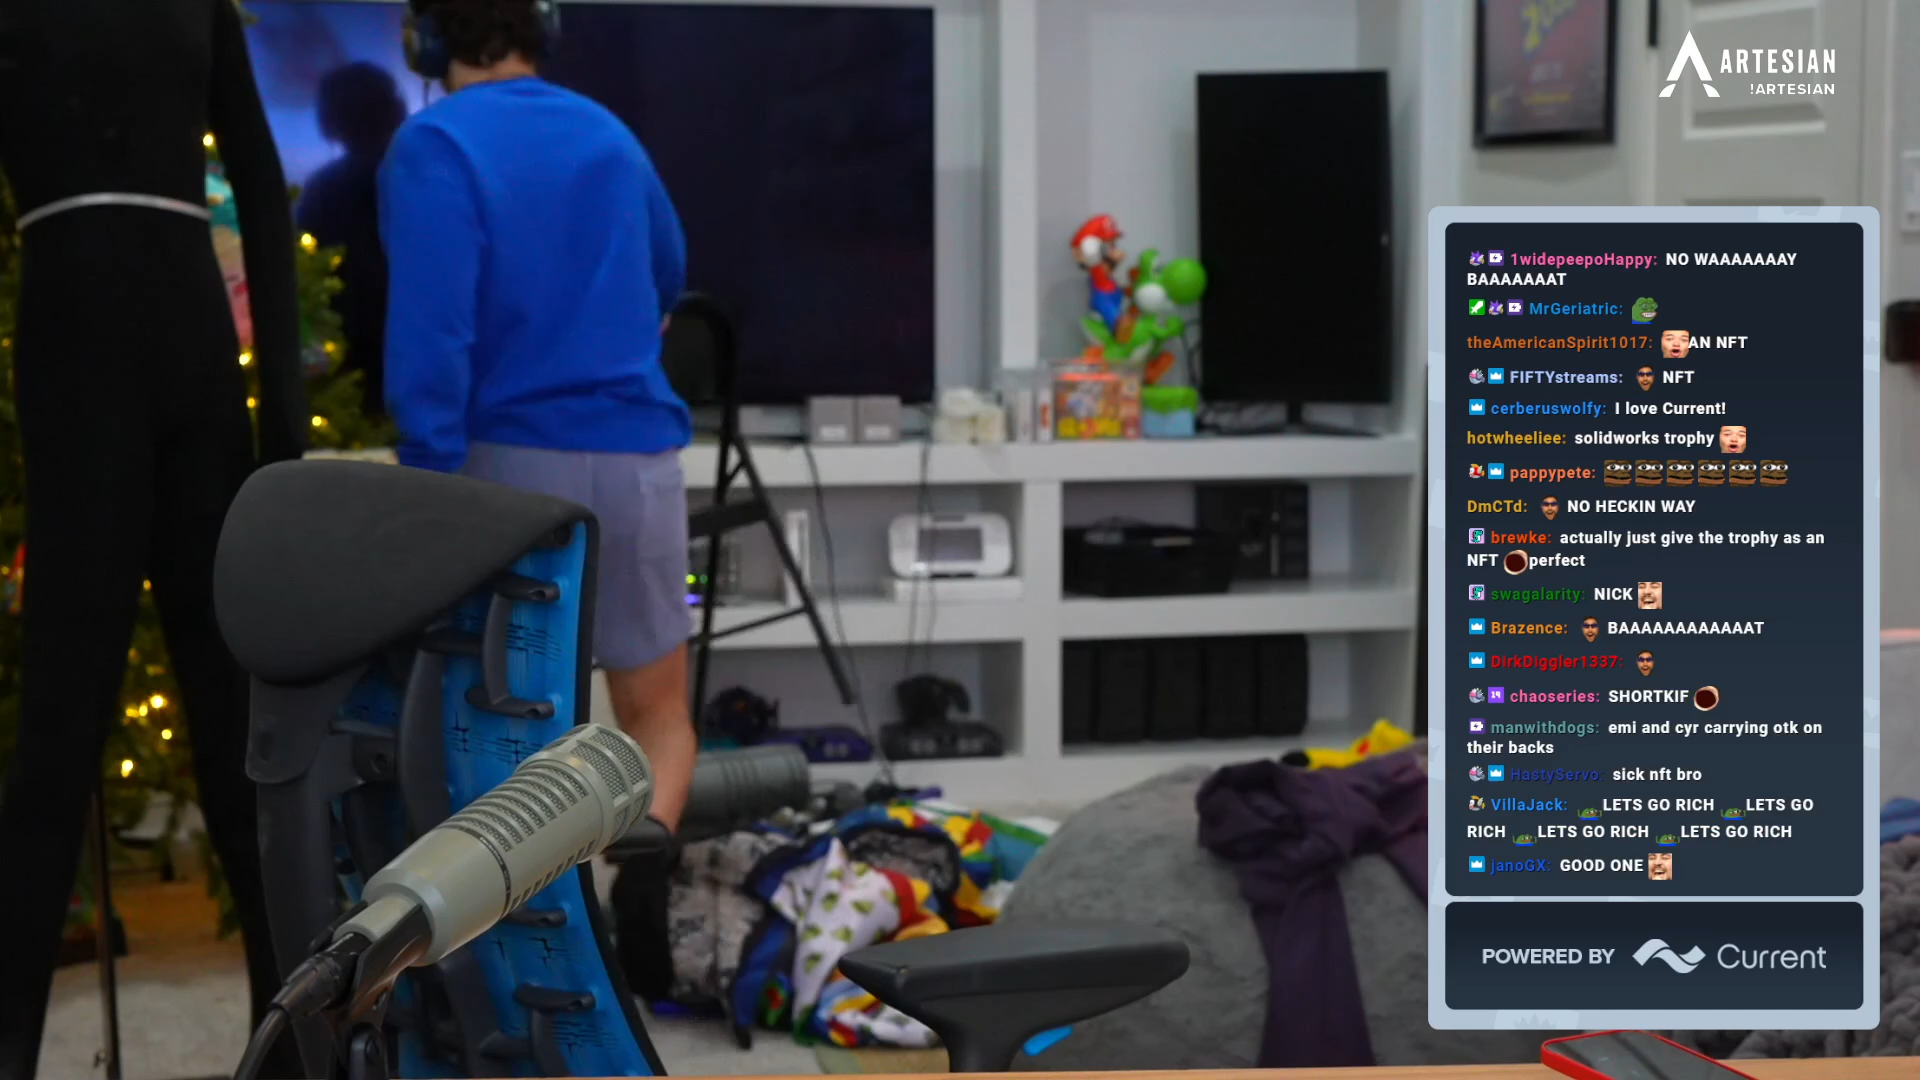 ARTESIAN
!ARTESIAN
1widepeepoHappy: NO WAAAAAAAY
BAAAAAAAT
MrGeriatric:
theAmericanSpirit1017: AN NFT
FIFTYstreams: NFT
cerberuswolfy: I love Current!
hotwheeliee: solidworks trophy
pappypete:
DmCTd: NO HECKIN WAY
brewke: actually just give the trophy as an
NFT perfect
swagalarity: NICK
Brazence: BAAAAAAAAAAAAT
DirkDiggler1337:
chaoseries: SHORTKIF
manwithdogs: emi and cyr carrying otk on
their backs
HastyServo: sick nft bro
VillaJack: LETS GO RICH LETS GO
RICH LETS GO RICH LETS GO RICH
janoGX: GOOD ONE
POWERED BY Current